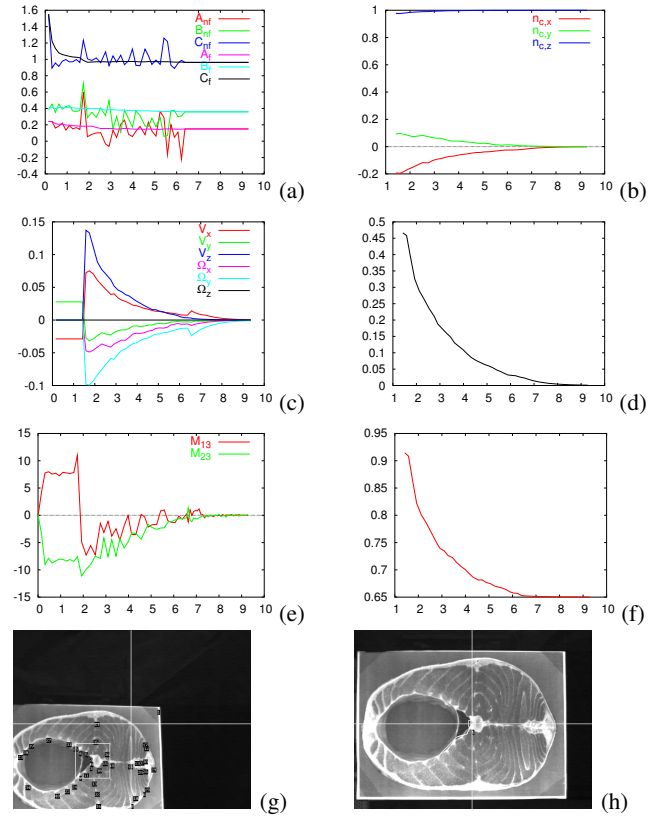 1.6
1.4
1.2
1
0.8
0.6
0.4
0.2
0
-0.2
-0.4
A_nf
B_nf
C_nf
A_f
B_f
C_f
0 1 2 3 4 5 6 7 8 9 10
(a)
1
0.8
0.6
0.4
0.2
0
-0.2
n_c,x
n_c,y
n_c,z
1 2 3 4 5 6 7 8 9 10
(b)
0.15
0.1
0.05
0
-0.05
-0.1
V_x
V_y
V_z
Ω_x
Ω_y
Ω_z
0 1 2 3 4 5 6 7 8 9 10
(c)
0.5
0.45
0.4
0.35
0.3
0.25
0.2
0.15
0.1
0.05
0
1 2 3 4 5 6 7 8 9 10
(d)
15
10
5
0
-5
-10
-15
M_13
M_23
0 1 2 3 4 5 6 7 8 9 10
(e)
0.95
0.9
0.85
0.8
0.75
0.7
0.65
1 2 3 4 5 6 7 8 9 10
(f)
(g)
(h)